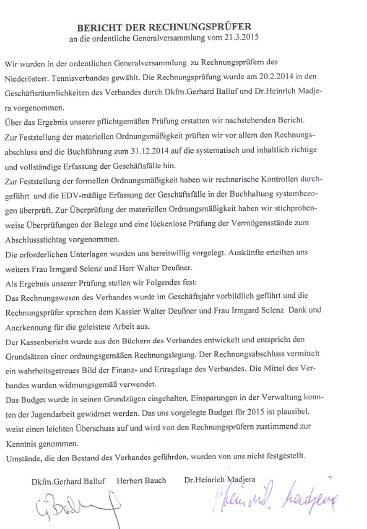 BERICHT DER RECHNUNGSPRÜFER
an die ordentliche Generalversammlung vom 21.3.2015
Wir wurden in der ordentlichen Generalversammlung zu Rechnungsprüfern des
Niederösterr. Tennisverbandes gewählt. Die Rechnungsprüfung wurde am 20.2.2014 in den
Geschäftsräumlichkeiten des Verbandes durch Dkfm.Gerhard Balluf und Dr.Heinrich Madje-
ra vorgenommen.
Über das Ergebnis unserer pflichtgemäßen Prüfung erstatten wir nachstehenden Bericht.
Zur Feststellung der materiellen Ordnungsmäßigkeit prüften wir vor allem den Rechnungs-
abschluss und die Buchführung zum 31.12.2014 auf die systematisch und inhaltlich richtige
und vollständige Erfassung der Geschäftsfälle hin.
Zur Feststellung der formellen Ordnungsmäßigkeit haben wir rechnerische Kontrollen durch-
geführt und die EDV-mäßige Erfassung der Geschäftsfälle in der Buchhaltung systembezo-
gen überprüft. Zur Überprüfung der materiellen Ordnungsmäßigkeit haben wir stichproben-
weise Überprüfungen der Belege und eine lückenlose Prüfung der Vermögensstände zum
Abschlussstichtag vorgenommen.
Die erforderlichen Unterlagen wurden uns bereitwillig vorgelegt. Auskünfte erteilten uns
weiters Frau Irmgard Selenz und Herr Walter Deußner.
Als Ergebnis unserer Prüfung stellen wir Folgendes fest:
Das Rechnungswesen des Verbandes wurde im Geschäftsjahr vorbildlich geführt und die
Rechnungsprüfer sprechen dem Kassier Walter Deußner und Frau Irmgard Selenz Dank und
Anerkennung für die geleistete Arbeit aus.
Der Kassenbericht wurde aus den Büchern des Verbandes entwickelt und entspricht den
Grundsätzen einer ordnungsgemäßen Rechnungslegung. Der Rechnungsabschluss vermittelt
ein wahrheitsgetreues Bild der Finanz- und Ertragslage des Verbandes. Die Mittel des Ver-
bandes wurden widmungsgemäß verwendet.
Das Budget wurde in seinen Grundzügen eingehalten, Einsparungen in der Verwaltung konn-
ten der Jugendarbeit gewidmet werden. Das uns vorgelegte Budget für 2015 ist plausibel,
weist einen leichten Überschuss auf und wird von den Rechnungsprüfern zustimmend zur
Kenntnis genommen.
Umstände, die den Bestand des Verbandes gefährden, wurden von uns nicht festgestellt.
Dkfm.Gerhard Balluf Herbert Bauch Dr.Heinrich Madjera